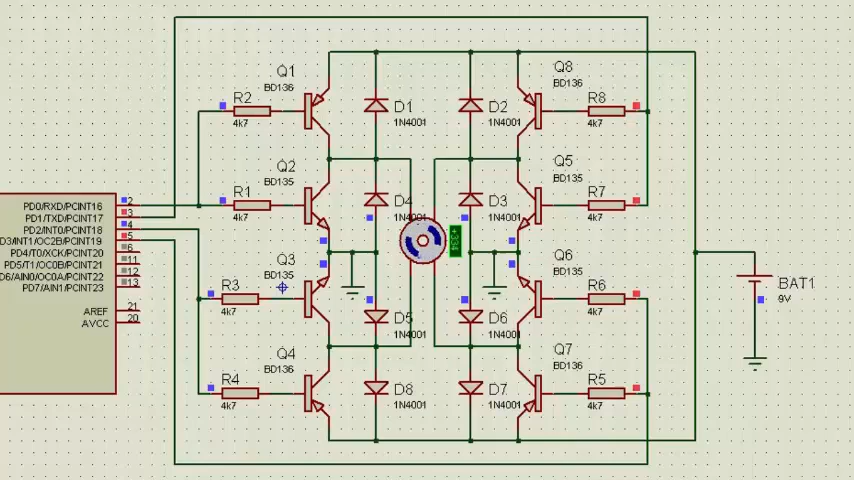 Q1
BD136
Q8
BD136
R2
4k7
D1
1N4001
D2
1N4001
R8
4k7
Q2
BD135
Q5
BD135
R1
4k7
D4
1N4001
D3
1N4001
R7
4k7
PD0/RXD/PCINT16 2
PD1/TXD/PCINT17 3
PD2/INT0/PCINT18 4
D3/INT1/OC2B/PCINT19 5
PD4/T0/XCK/PCINT20 6
PD5/T1/OC0B/PCINT21 11
D6/AIN0/OC0A/PCINT22 12
PD7/AIN1/PCINT23 13
AREF 21
AVCC 20
+334
Q3
BD135
Q6
BD135
R3
4k7
D5
1N4001
D6
1N4001
R6
4k7
BAT1
9V
Q4
BD136
Q7
BD136
R4
4k7
D8
1N4001
D7
1N4001
R5
4k7